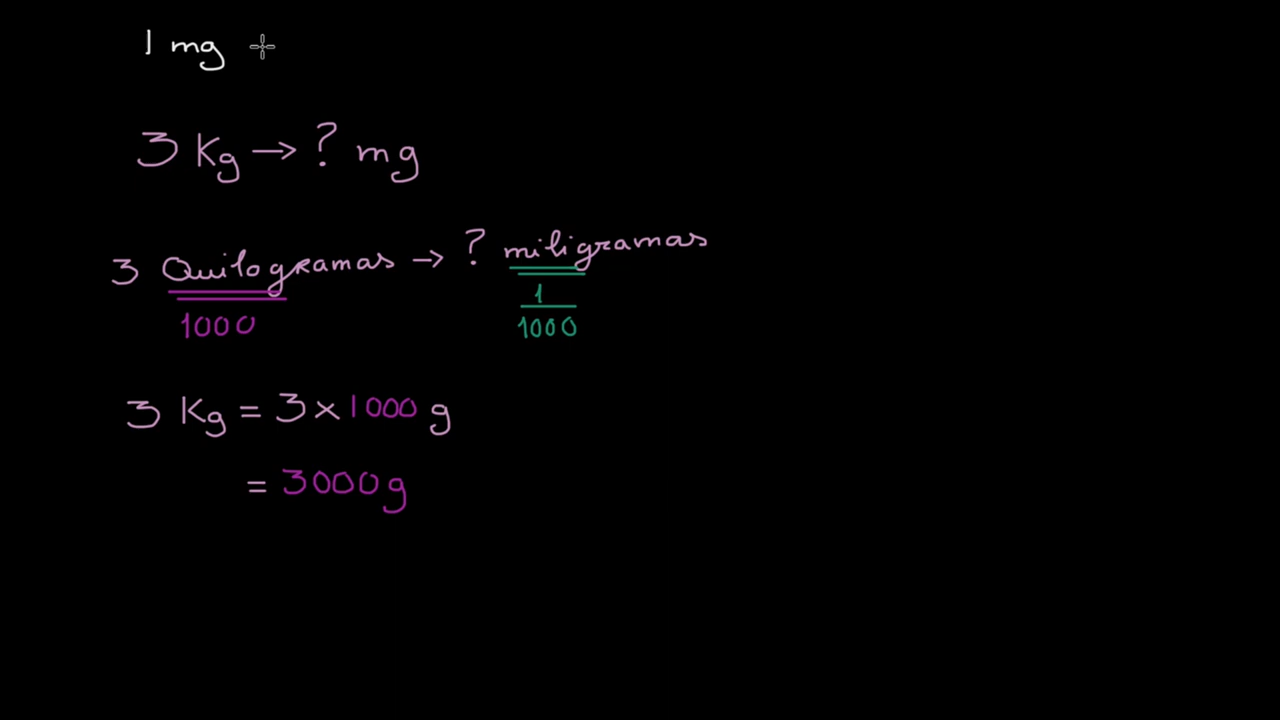 1 mg
3 Kg → ? mg
3 Quilogramas → ? miligramas
1000 1/1000
3 Kg = 3 × 1000 g
= 3000 g